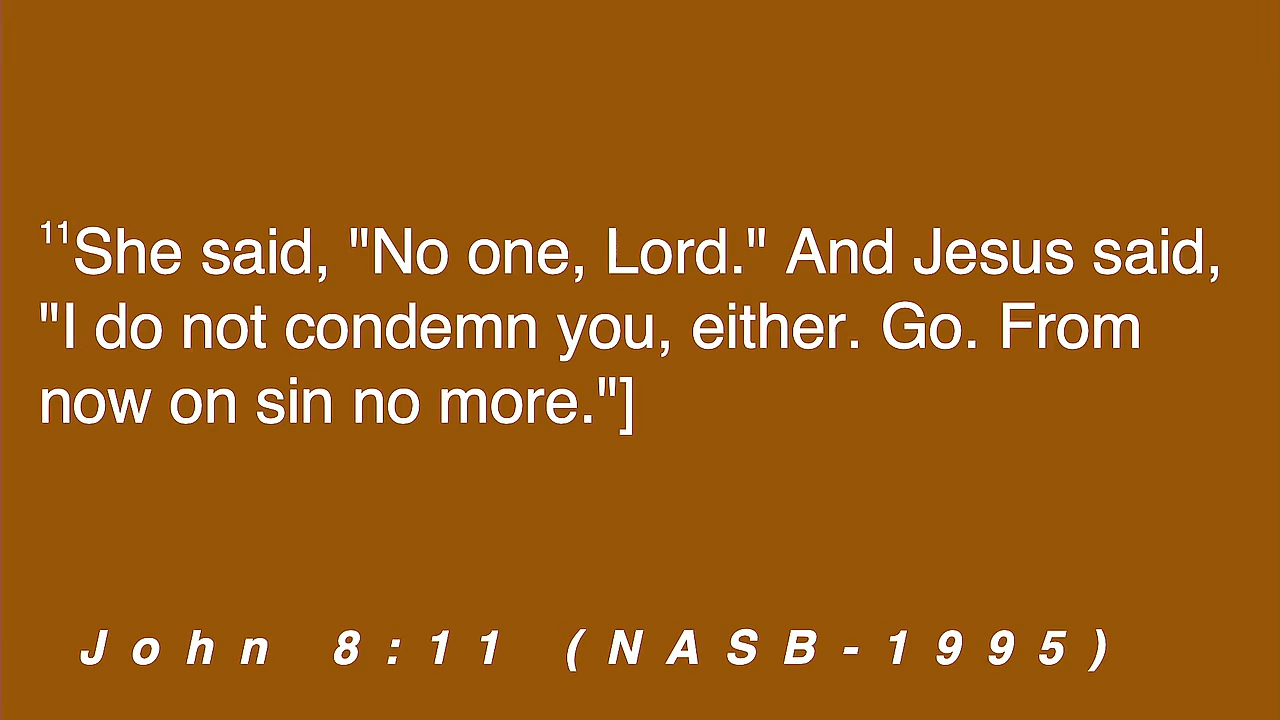 11She said, "No one, Lord." And Jesus said,
"I do not condemn you, either. Go. From
now on sin no more."]
John 8:11 (NASB-1995)